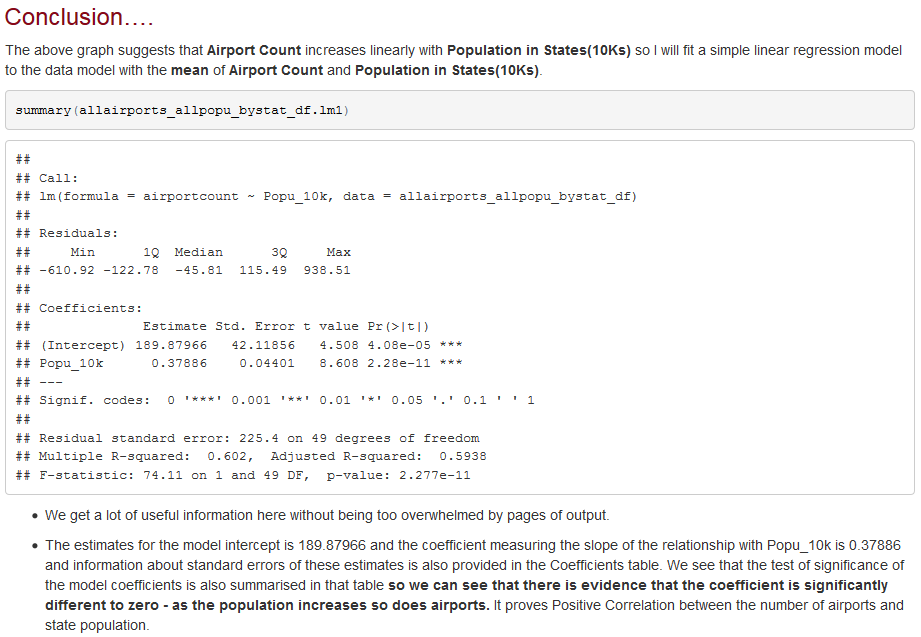 Conclusion....
The above graph suggests that Airport Count increases linearly with Population in States(10Ks) so I will fit a simple linear regression model
to the data model with the mean of Airport Count and Population in States(10Ks).
summary(allairports_allpopu_bystat_df.lm1)
##
## Call:
## lm(formula = airportcount ~ Popu_10k, data = allairports_allpopu_bystat_df)
##
## Residuals:
##     Min      1Q  Median      3Q     Max
## -610.92 -122.78  -45.81  115.49  938.51
##
## Coefficients:
##              Estimate Std. Error t value Pr(>|t|)
## (Intercept) 189.87966   42.11856   4.508 4.08e-05 ***
## Popu_10k      0.37886    0.04401   8.608 2.28e-11 ***
## ---
## Signif. codes:  0 '***' 0.001 '**' 0.01 '*' 0.05 '.' 0.1 ' ' 1
##
## Residual standard error: 225.4 on 49 degrees of freedom
## Multiple R-squared:  0.602,  Adjusted R-squared:  0.5938
## F-statistic: 74.11 on 1 and 49 DF,  p-value: 2.277e-11
• We get a lot of useful information here without being too overwhelmed by pages of output.
• The estimates for the model intercept is 189.87966 and the coefficient measuring the slope of the relationship with Popu_10k is 0.37886
and information about standard errors of these estimates is also provided in the Coefficients table. We see that the test of significance of
the model coefficients is also summarised in that table so we can see that there is evidence that the coefficient is significantly
different to zero - as the population increases so does airports. It proves Positive Correlation between the number of airports and
state population.